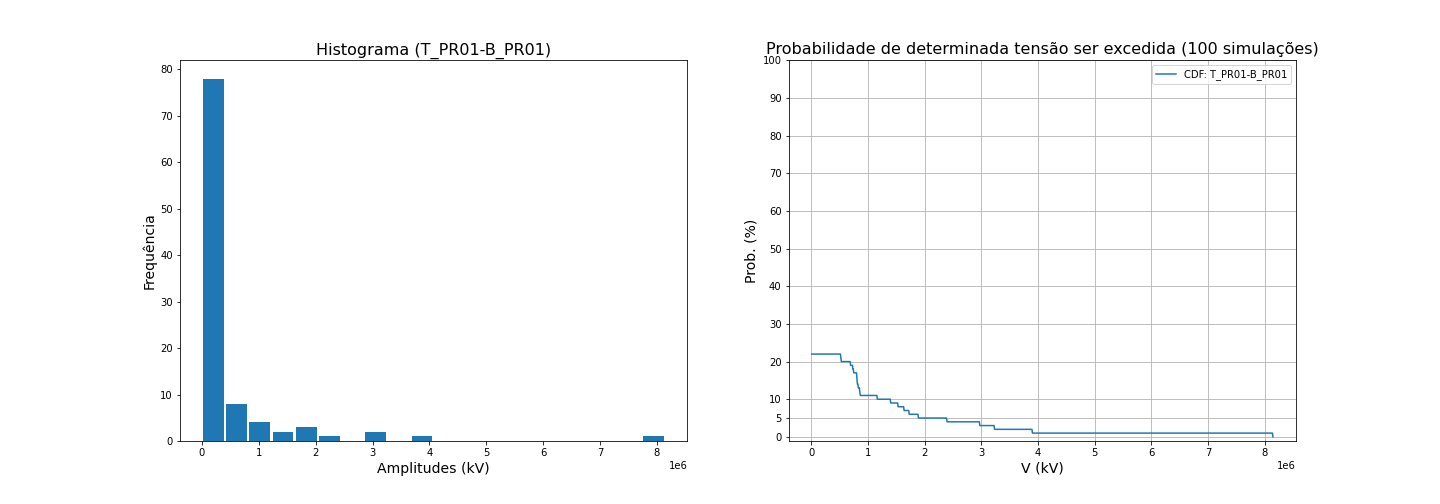 Histograma (T_PR01-B_PR01)
80
70
60
50
40
30
20
10
0
Frequência
0 1 2 3 4 5 6 7 8
1e6
Amplitudes (kV)
Probabilidade de determinada tensão ser excedida (100 simulações)
CDF: T_PR01-B_PR01
100
90
80
70
60
50
40
30
20
10
5
0
Prob. (%)
0 1 2 3 4 5 6 7 8
1e6
V (kV)